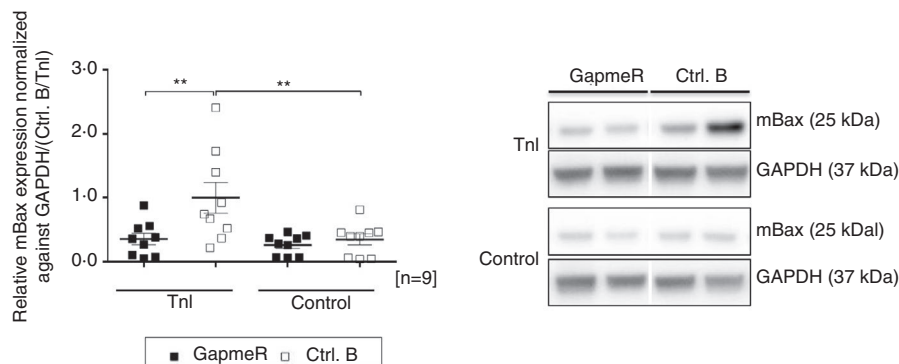 Relative mBax expression normalized
against GAPDH/(Ctrl. B/TnI)
3·0
2·0
1·0
0·0
**
**
TnI
Control
[n=9]
GapmeR
Ctrl. B
GapmeR
Ctrl. B
TnI
mBax (25 kDa)
GAPDH (37 kDa)
Control
mBax (25 kDal)
GAPDH (37 kDa)